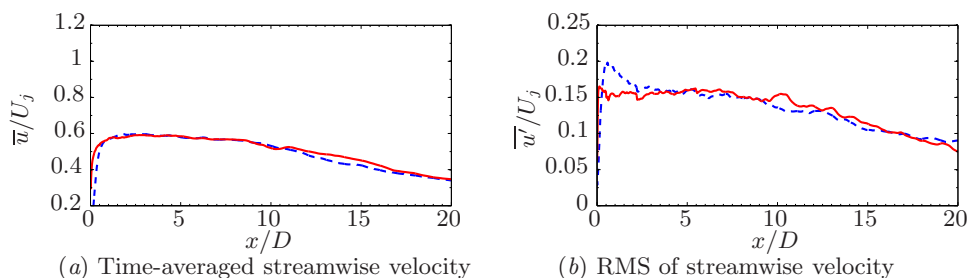 1.2
1
0.8
0.6
0.4
0.2
u̅/U_j
0 5 10 15 20
x/D
(a) Time-averaged streamwise velocity
0.25
0.2
0.15
0.1
0.05
0
u̅′/U_j
0 5 10 15 20
x/D
(b) RMS of streamwise velocity